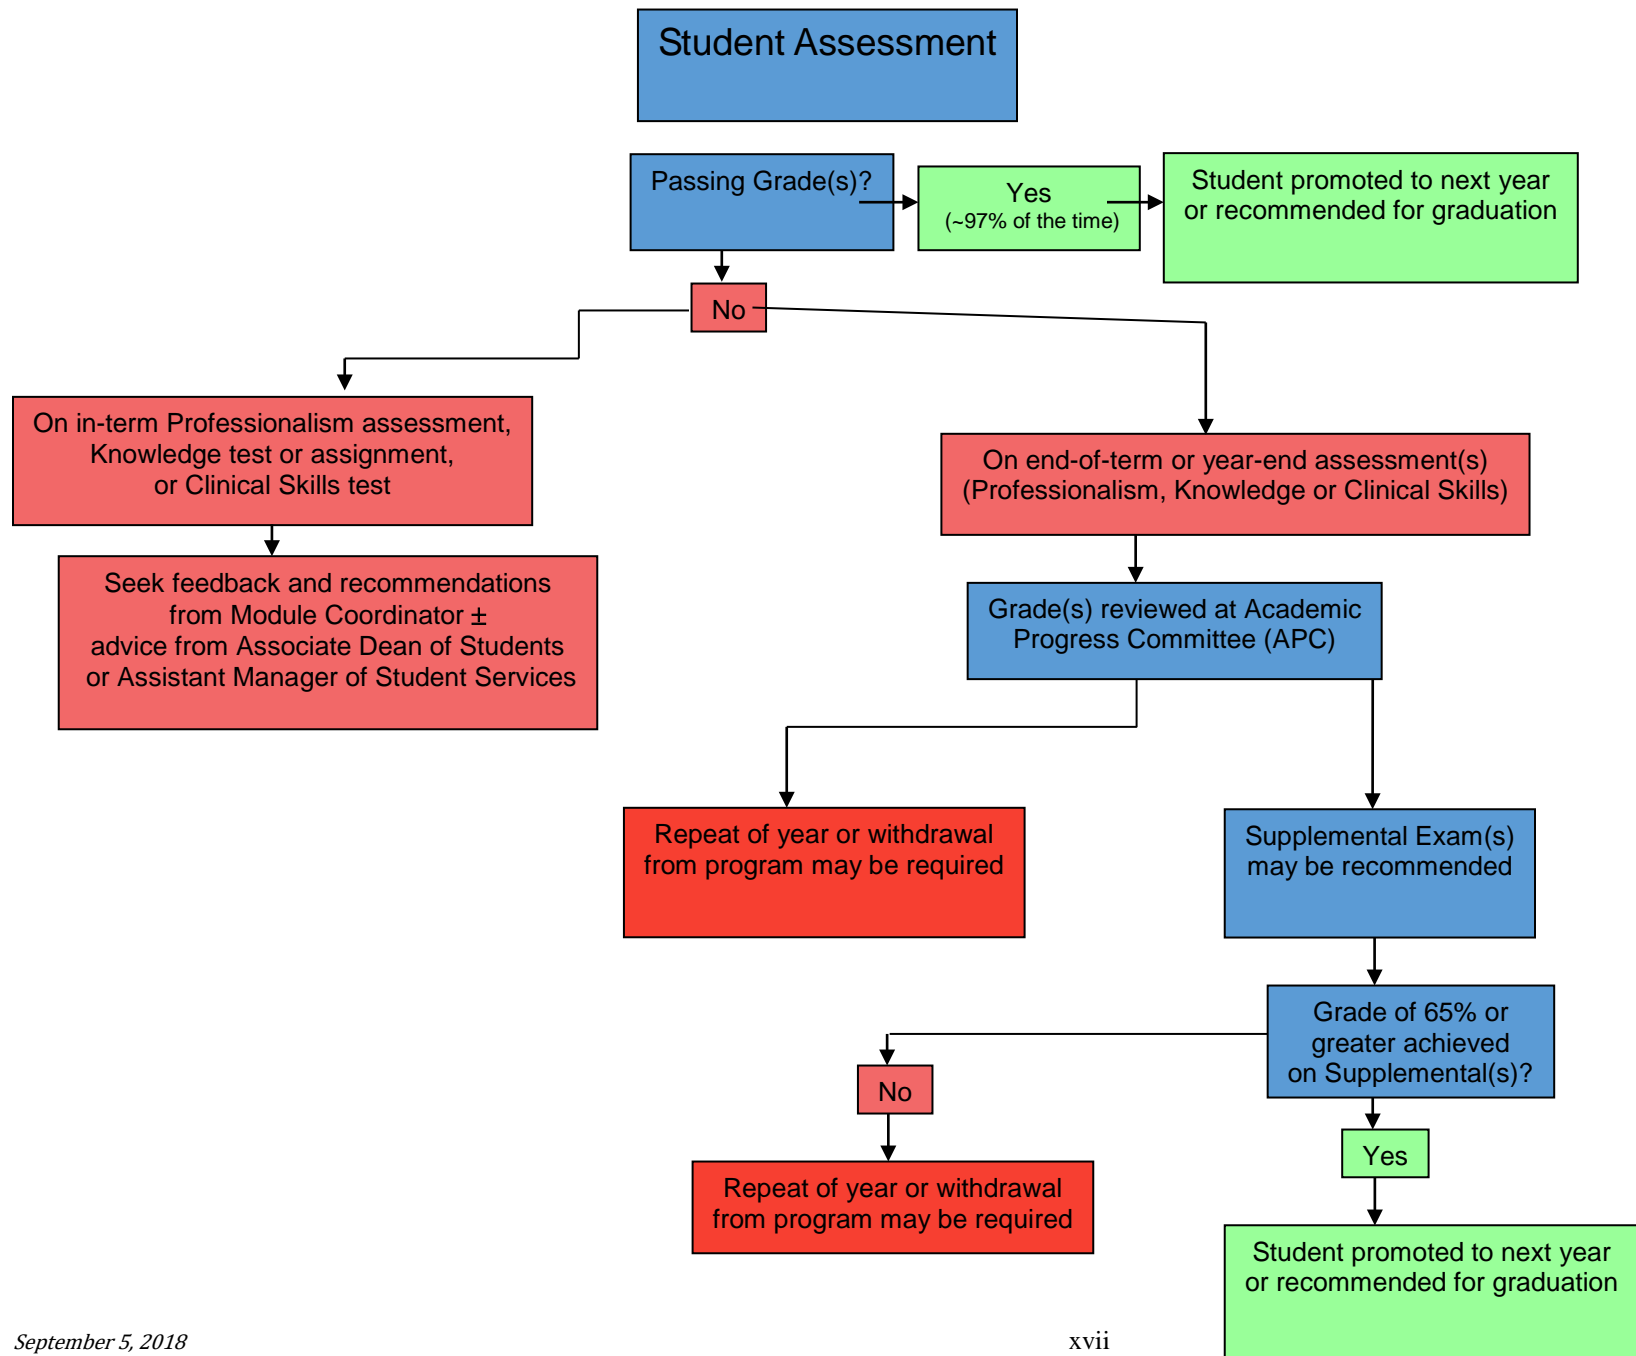 Student Assessment
Passing Grade(s)?
Yes
(~97% of the time)
Student promoted to next year
or recommended for graduation
No
On in-term Professionalism assessment,
Knowledge test or assignment,
or Clinical Skills test
On end-of-term or year-end assessment(s)
(Professionalism, Knowledge or Clinical Skills)
Seek feedback and recommendations
from Module Coordinator ±
advice from Associate Dean of Students
or Assistant Manager of Student Services
Grade(s) reviewed at Academic
Progress Committee (APC)
Repeat of year or withdrawal
from program may be required
Supplemental Exam(s)
may be recommended
Grade of 65% or
greater achieved
on Supplemental(s)?
No
Repeat of year or withdrawal
from program may be required
Yes
Student promoted to next year
or recommended for graduation
September 5, 2018
xvii